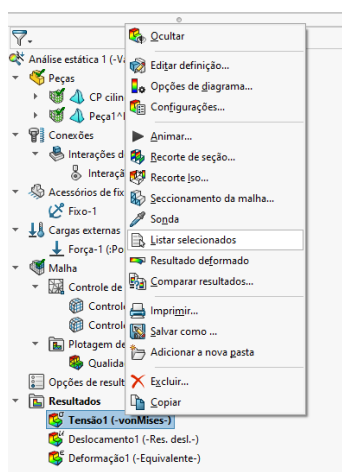 Ocultar
Análise estática 1 (-Va
Editar definição...
Peças
Opções de diagrama...
CP cilin
Configurações...
Peça1^
Conexões
Animar...
Interações d
Recorte de seção...
Interaçã
Recorte Iso...
Acessórios de fix
Seccionamento da malha...
Fixo-1
Sonda
Cargas externas
Listar selecionados
Força-1 (:Po
Resultado deformado
Malha
Comparar resultados...
Controle de
Imprimir...
Controle
Salvar como ...
Controle
Adicionar a nova pasta
Plotagem de
Qualida
Excluir...
Opções de result
Copiar
Resultados
Tensão1 (-vonMises-)
Deslocamento1 (-Res. desl.-)
Deformação1 (-Equivalente-)